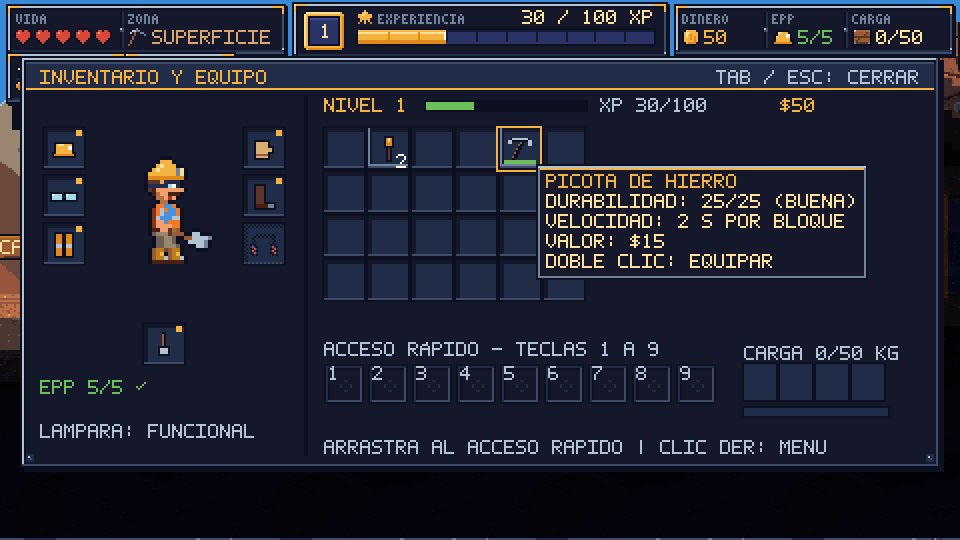 VIDA
ZONA
SUPERFICIE
1
EXPERIENCIA
30 / 100 XP
DINERO
50
EPP
5/5
CARGA
0/50
INVENTARIO Y EQUIPO
TAB / ESC: CERRAR
NIVEL 1
XP 30/100
$50
2
PICOTA DE HIERRO
DURABILIDAD: 25/25 (BUENA)
VELOCIDAD: 2 S POR BLOQUE
VALOR: $15
DOBLE CLIC: EQUIPAR
ACCESO RÁPIDO - TECLAS 1 A 9
CARGA 0/50 KG
1 2 3 4 5 6 7 8 9
EPP 5/5 ✓
LAMPARA: FUNCIONAL
ARRASTRA AL ACCESO RAPIDO | CLIC DER: MENU